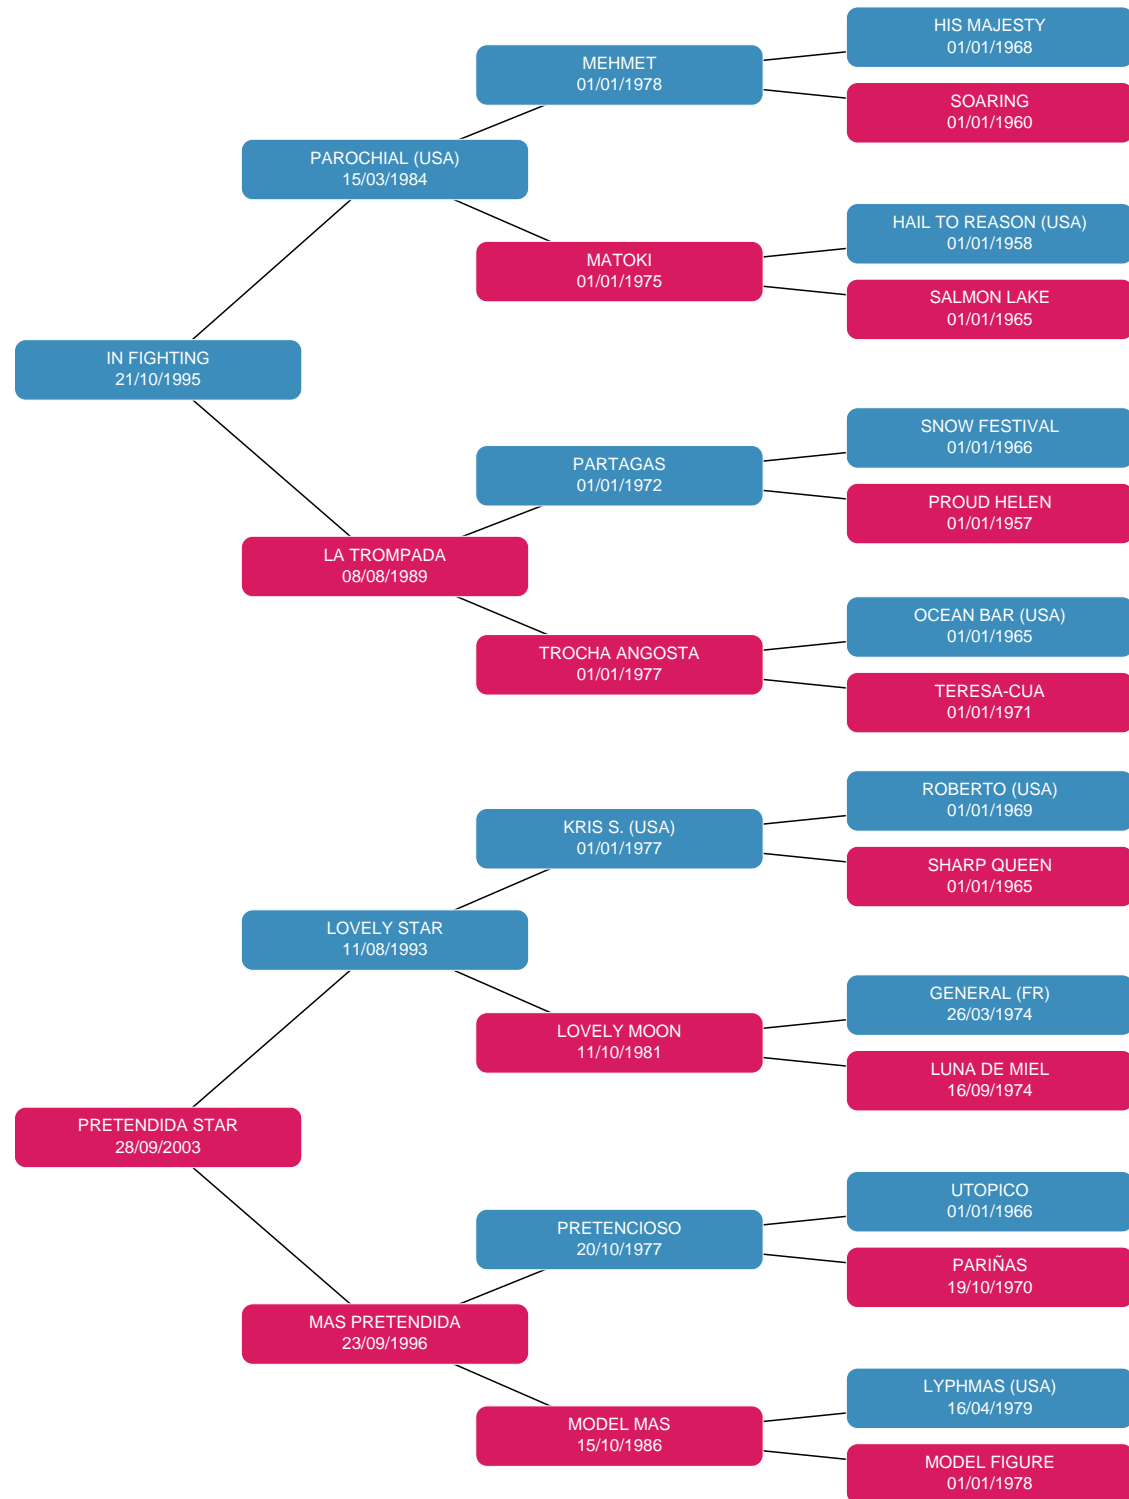 HIS MAJESTY
01/01/1968
MEHMET
01/01/1978
SOARING
01/01/1960
PAROCHIAL (USA)
15/03/1984
HAIL TO REASON (USA)
01/01/1958
MATOKI
01/01/1975
SALMON LAKE
01/01/1965
IN FIGHTING
21/10/1995
SNOW FESTIVAL
01/01/1966
PARTAGAS
01/01/1972
PROUD HELEN
01/01/1957
LA TROMPADA
08/08/1989
OCEAN BAR (USA)
01/01/1965
TROCHA ANGOSTA
01/01/1977
TERESA-CUA
01/01/1971
ROBERTO (USA)
01/01/1969
KRIS S. (USA)
01/01/1977
SHARP QUEEN
01/01/1965
LOVELY STAR
11/08/1993
GENERAL (FR)
26/03/1974
LOVELY MOON
11/10/1981
LUNA DE MIEL
16/09/1974
PRETENDIDA STAR
28/09/2003
UTOPICO
01/01/1966
PRETENCIOSO
20/10/1977
PARIÑAS
19/10/1970
MAS PRETENDIDA
23/09/1996
LYPHMAS (USA)
16/04/1979
MODEL MAS
15/10/1986
MODEL FIGURE
01/01/1978